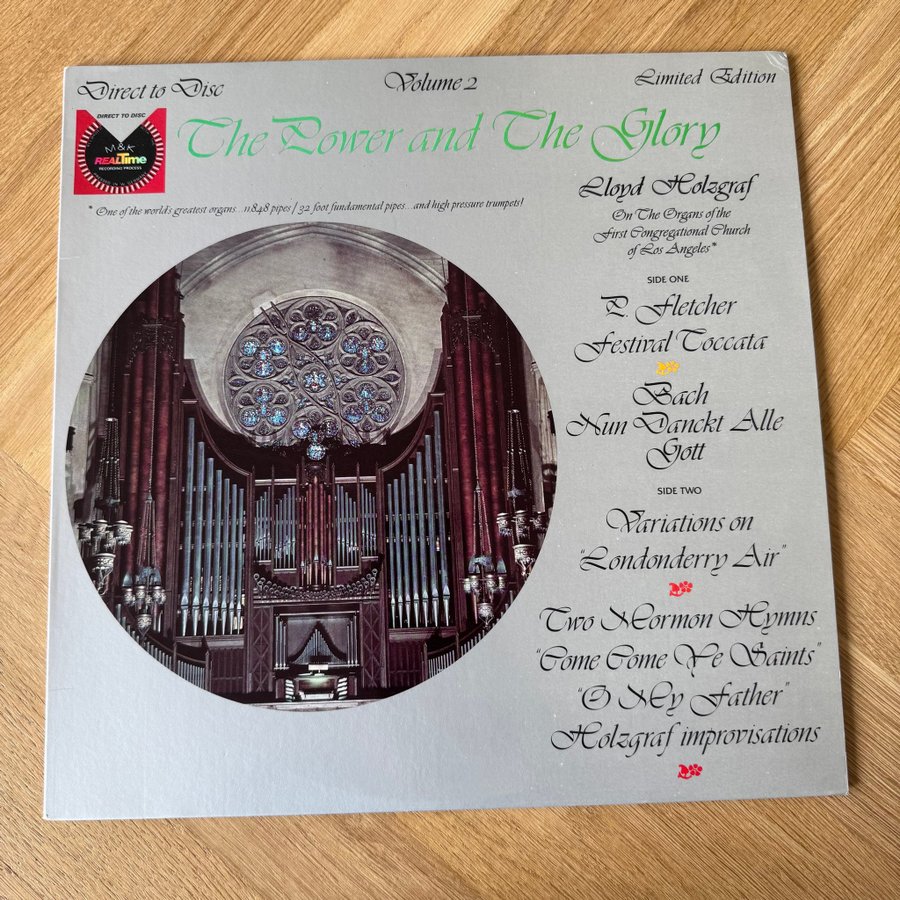 Direct to Disc
Volume 2
Limited Edition
DIRECT TO DISC
M&K
REALTime
RECORDING PROCESS
The Power and The Glory
* One of the world's greatest organs...11848 pipes / 32 foot fundamental pipes...and high pressure trumpets!
Lloyd Holzgraf
On The Organs of the
First Congregational Church
of Los Angeles*
SIDE ONE
P. Fletcher
Festival Toccata
Bach
Nun Danckt Alle
Gott
SIDE TWO
Variations on
"Londonderry Air"
Two Mormon Hymns
"Come Come Ye Saints"
"O My Father"
Holzgraf improvisations